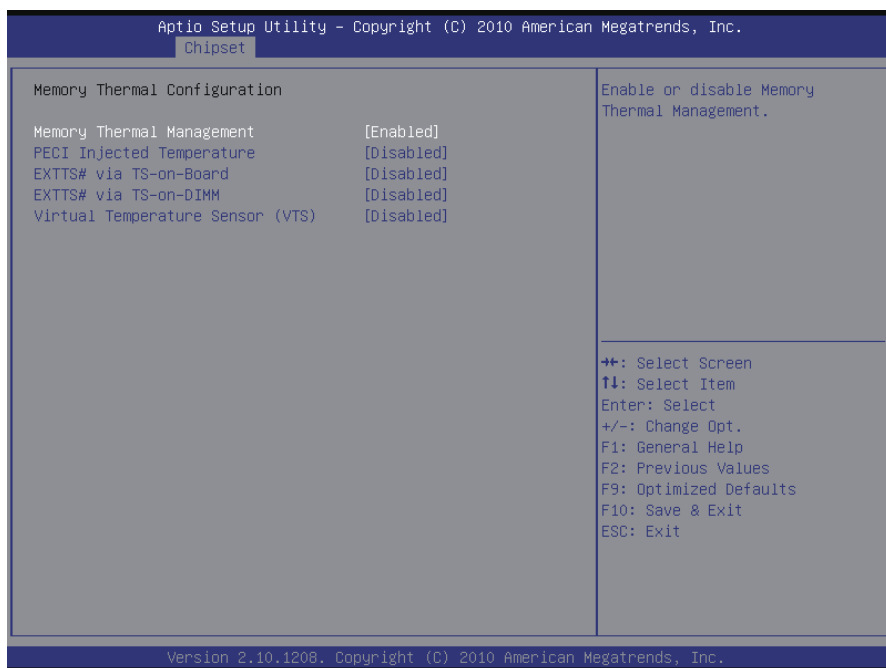 Aptio Setup Utility – Copyright (C) 2010 American Megatrends, Inc.
Chipset
Memory Thermal Configuration
Memory Thermal Management [Enabled]
PECI Injected Temperature [Disabled]
EXTTS# via TS-on-Board [Disabled]
EXTTS# via TS-on-DIMM [Disabled]
Virtual Temperature Sensor (VTS) [Disabled]
Enable or disable Memory
Thermal Management.
→←: Select Screen
↑↓: Select Item
Enter: Select
+/-: Change Opt.
F1: General Help
F2: Previous Values
F9: Optimized Defaults
F10: Save & Exit
ESC: Exit
Version 2.10.1208. Copyright (C) 2010 American Megatrends, Inc.